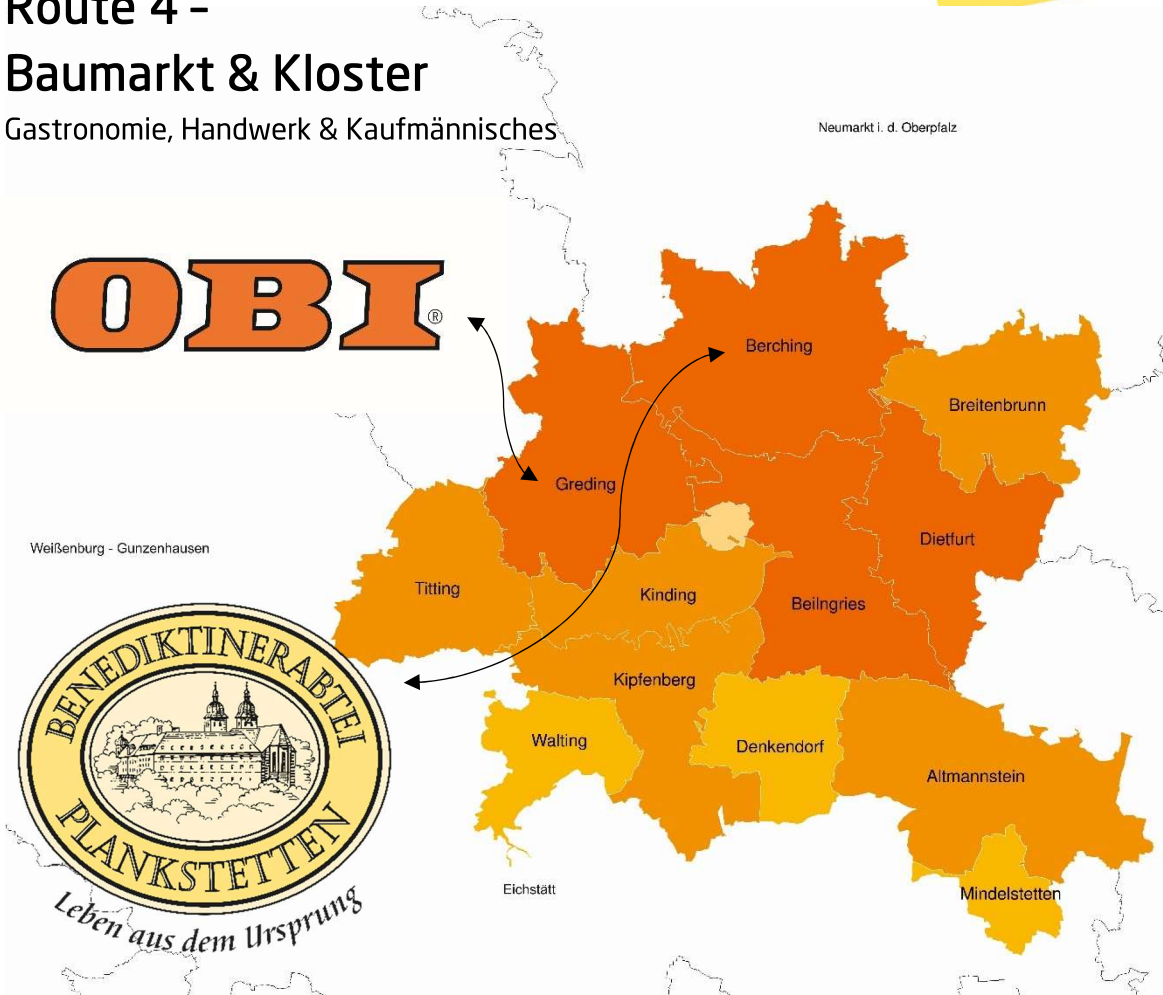 Route 4 –
Baumarkt & Kloster
Gastronomie, Handwerk & Kaufmännisches
Neumarkt i. d. Oberpfalz
OBI®
Berching
Breitenbrunn
Greding
Dietfurt
Weißenburg - Gunzenhausen
Titting
Kinding
Beilngries
Kipfenberg
Walting
Denkendorf
Altmannstein
Mindelstetten
Eichstätt
BENEDIKTINERABTEI
PLANKSTETTEN
Leben aus dem Ursprung